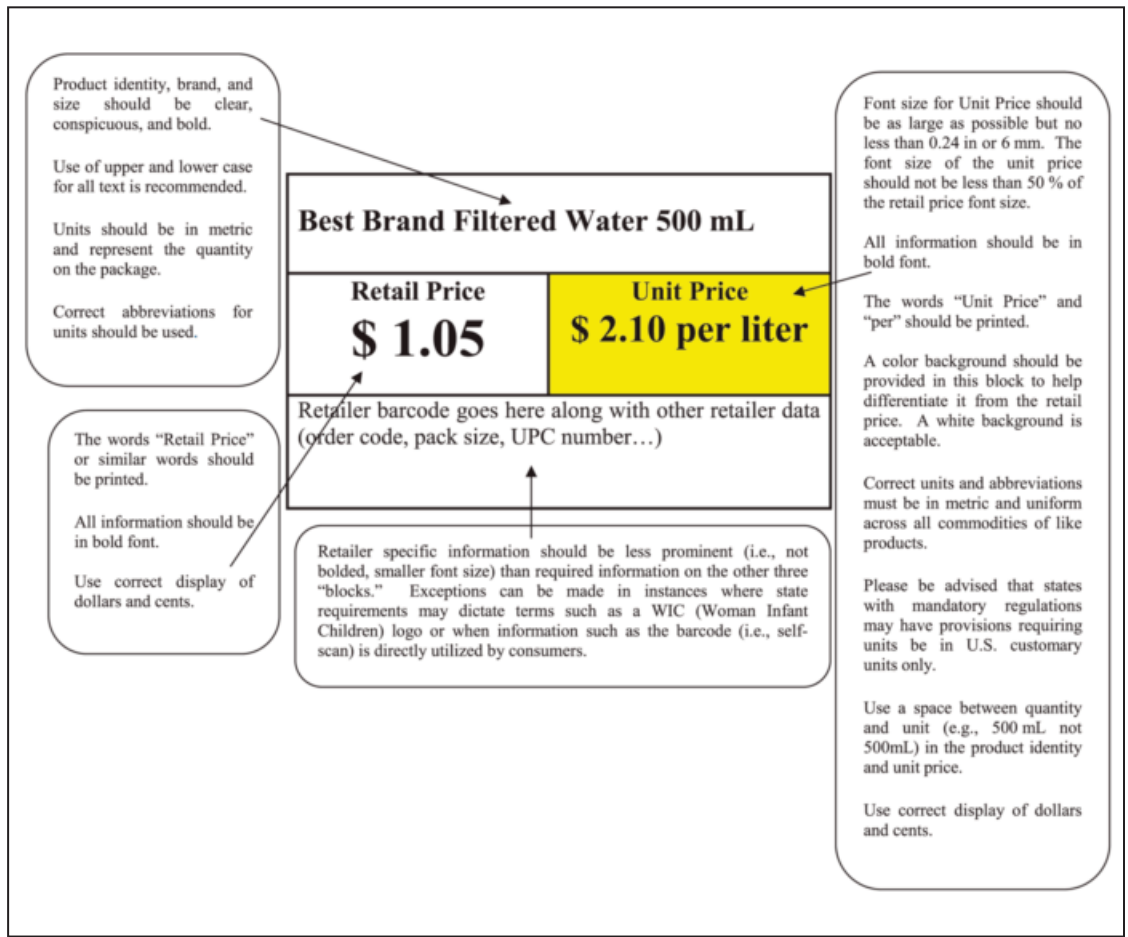 Product identity, brand, and
size should be clear,
conspicuous, and bold.
Use of upper and lower case
for all text is recommended.
Units should be in metric
and represent the quantity
on the package.
Correct abbreviations for
units should be used.
The words “Retail Price”
or similar words should
be printed.
All information should be
in bold font.
Use correct display of
dollars and cents.
Best Brand Filtered Water 500 mL
Retail Price
$ 1.05
Unit Price
$ 2.10 per liter
Retailer barcode goes here along with other retailer data
(order code, pack size, UPC number…)
Retailer specific information should be less prominent (i.e., not
bolded, smaller font size) than required information on the other three
“blocks.” Exceptions can be made in instances where state
requirements may dictate terms such as a WIC (Woman Infant
Children) logo or when information such as the barcode (i.e., self-
scan) is directly utilized by consumers.
Font size for Unit Price should
be as large as possible but no
less than 0.24 in or 6 mm. The
font size of the unit price
should not be less than 50 % of
the retail price font size.
All information should be in
bold font.
The words “Unit Price” and
“per” should be printed.
A color background should be
provided in this block to help
differentiate it from the retail
price. A white background is
acceptable.
Correct units and abbreviations
must be in metric and uniform
across all commodities of like
products.
Please be advised that states
with mandatory regulations
may have provisions requiring
units be in U.S. customary
units only.
Use a space between quantity
and unit (e.g., 500 mL not
500mL) in the product identity
and unit price.
Use correct display of dollars
and cents.